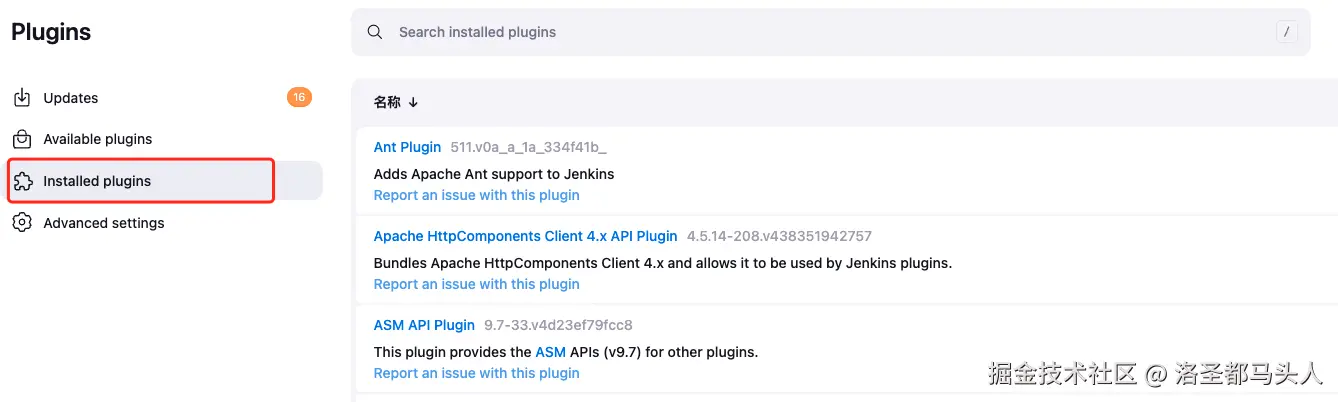 Plugins
Search installed plugins
/
Updates
16
Available plugins
Installed plugins
Advanced settings
名称 ↓
Ant Plugin 511.v0a_a_1a_334f41b_
Adds Apache Ant support to Jenkins
Report an issue with this plugin
Apache HttpComponents Client 4.x API Plugin 4.5.14-208.v438351942757
Bundles Apache HttpComponents Client 4.x and allows it to be used by Jenkins plugins.
Report an issue with this plugin
ASM API Plugin 9.7-33.v4d23ef79fcc8
This plugin provides the ASM APIs (v9.7) for other plugins.
Report an issue with this plugin
掘金技术社区 @ 洛圣都马头人